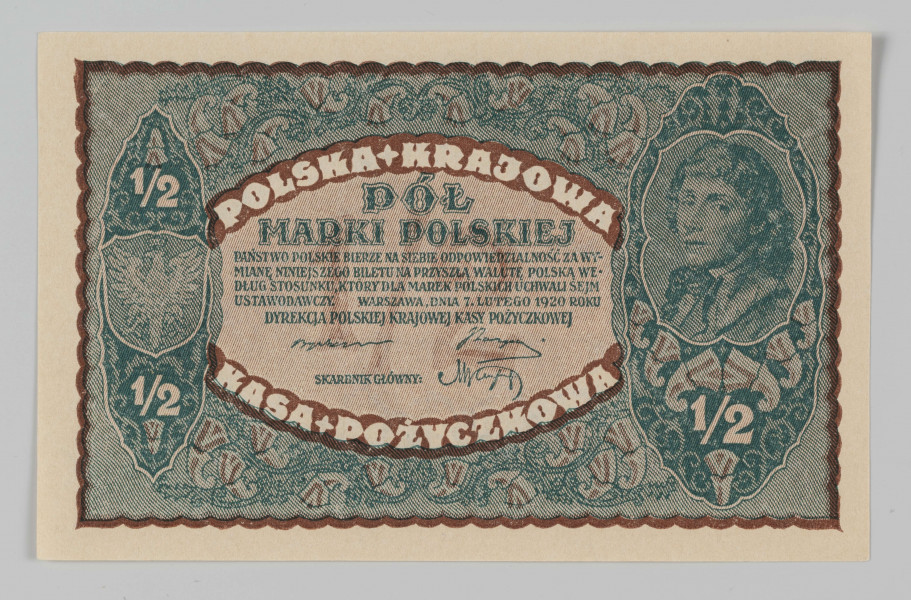 POLSKA + KRAJOWA
PÓŁ
MARKI POLSKIEJ
PAŃSTWO POLSKIE BIERZE NA SIEBIE ODPOWIEDZIALNOŚĆ ZA WY-
MIANĘ NINIEJSZEGO BILETU NA PRZYSZŁĄ WALUTĘ POLSKĄ WE-
DŁUG STOSUNKU, KTÓRY DLA MAREK POLSKICH UCHWALI SEJM
USTAWODAWCZY. WARSZAWA, DNIA 7. LUTEGO 1920 ROKU
DYREKCJA POLSKIEJ KRAJOWEJ KASY POŻYCZKOWEJ
SKARBNIK GŁÓWNY:
KASA + POŻYCZKOWA
1/2
1/2
1/2